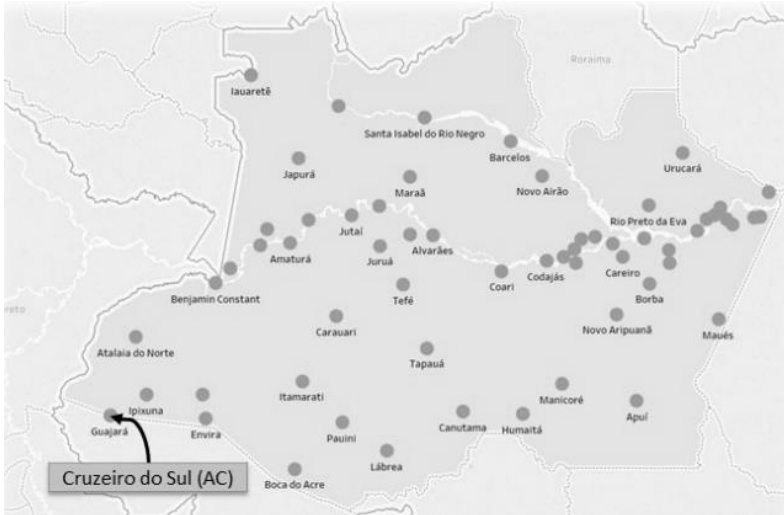 Roraima
Iauaretê
Santa Isabel do Rio Negro
Barcelos
Urucará
Japurá
Maraã
Novo Airão
Rio Preto da Eva
Jutaí
Alvarães
Amaturá
Juruá
Codajás
Careiro
Coari
Tefé
Borba
Benjamin Constant
reto
Carauari
Novo Aripuanã
Maués
Atalaia do Norte
Tapauá
Itamarati
Manicoré
Ipixuna
Apuí
Guajará
Envira
Pauini
Canutama
Humaitá
Lábrea
Cruzeiro do Sul (AC)
Boca do Acre